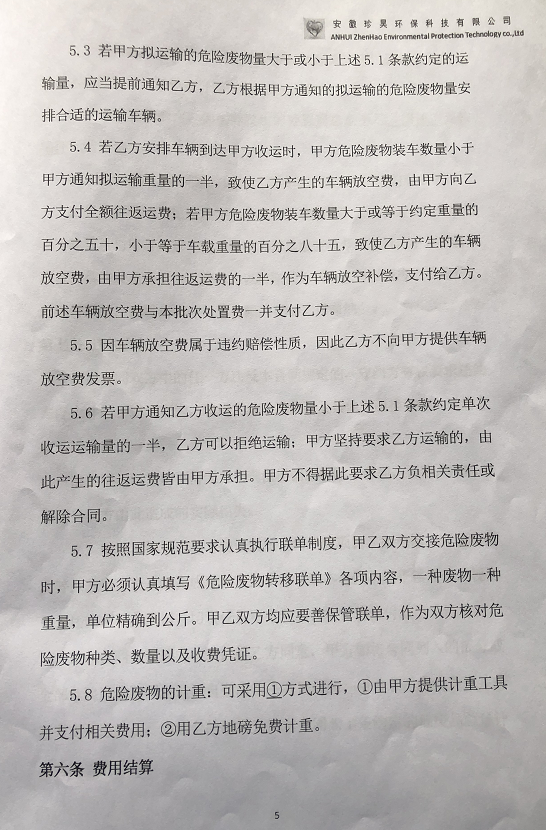 安徽珍昊环保科技有限公司
ANHUI ZhenHao Environmental Protection Technology co.,Ltd
5.3 若甲方拟运输的危险废物量大于或小于上述 5.1 条款约定的运
输量，应当提前通知乙方，乙方根据甲方通知的拟运输的危险废物量安
排合适的运输车辆。
5.4 若乙方安排车辆到达甲方收运时，甲方危险废物装车数量小于
甲方通知拟运输重量的一半，致使乙方产生的车辆放空费，由甲方向乙
方支付全额往返运费；若甲方危险废物装车数量大于或等于约定重量的
百分之五十，小于等于车载重量的百分之八十五，致使乙方产生的车辆
放空费，由甲方承担往返运费的一半，作为车辆放空补偿，支付给乙方。
前述车辆放空费与本批次处置费一并支付乙方。
5.5 因车辆放空费属于违约赔偿性质，因此乙方不向甲方提供车辆
放空费发票。
5.6 若甲方通知乙方收运的危险废物量小于上述 5.1 条款约定单次
收运运输量的一半，乙方可以拒绝运输；甲方坚持要求乙方运输的，由
此产生的往返运费皆由甲方承担。甲方不得据此要求乙方负相关责任或
解除合同。
5.7 按照国家规范要求认真执行联单制度，甲乙双方交接危险废物
时，甲方必须认真填写《危险废物转移联单》各项内容，一种废物一种
重量，单位精确到公斤。甲乙双方均应要善保管联单，作为双方核对危
险废物种类、数量以及收费凭证。
5.8 危险废物的计重：可采用①方式进行，①由甲方提供计重工具
并支付相关费用；②用乙方地磅免费计重。
第六条 费用结算
5